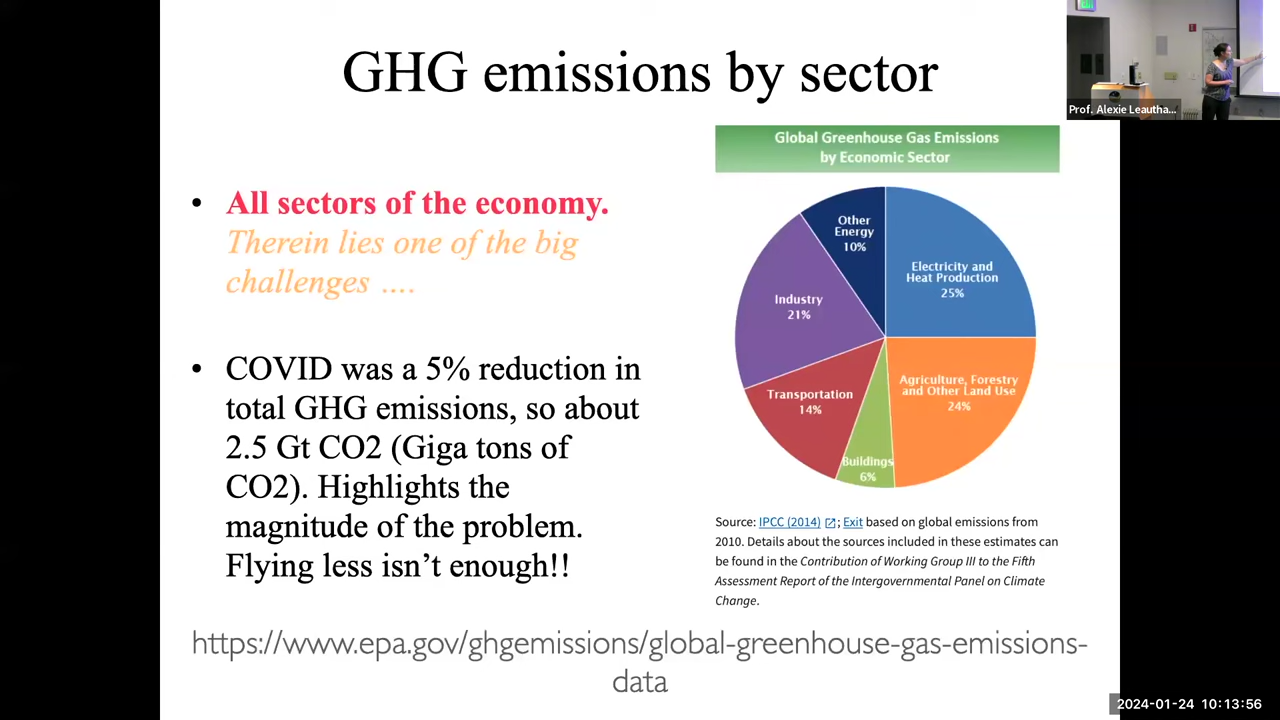 GHG emissions by sector
Prof. Alexie Leautha...
• All sectors of the economy.
Therein lies one of the big
challenges ….
• COVID was a 5% reduction in
total GHG emissions, so about
2.5 Gt CO2 (Giga tons of
CO2). Highlights the
magnitude of the problem.
Flying less isn’t enough!!
Global Greenhouse Gas Emissions
by Economic Sector
Other
Energy
10%
Electricity and
Heat Production
25%
Industry
21%
Agriculture, Forestry
and Other Land Use
24%
Transportation
14%
Buildings
6%
Source: IPCC (2014) ; Exit based on global emissions from
2010. Details about the sources included in these estimates can
be found in the Contribution of Working Group III to the Fifth
Assessment Report of the Intergovernmental Panel on Climate
Change.
https://www.epa.gov/ghgemissions/global-greenhouse-gas-emissions-
data
2024-01-24 10:13:56